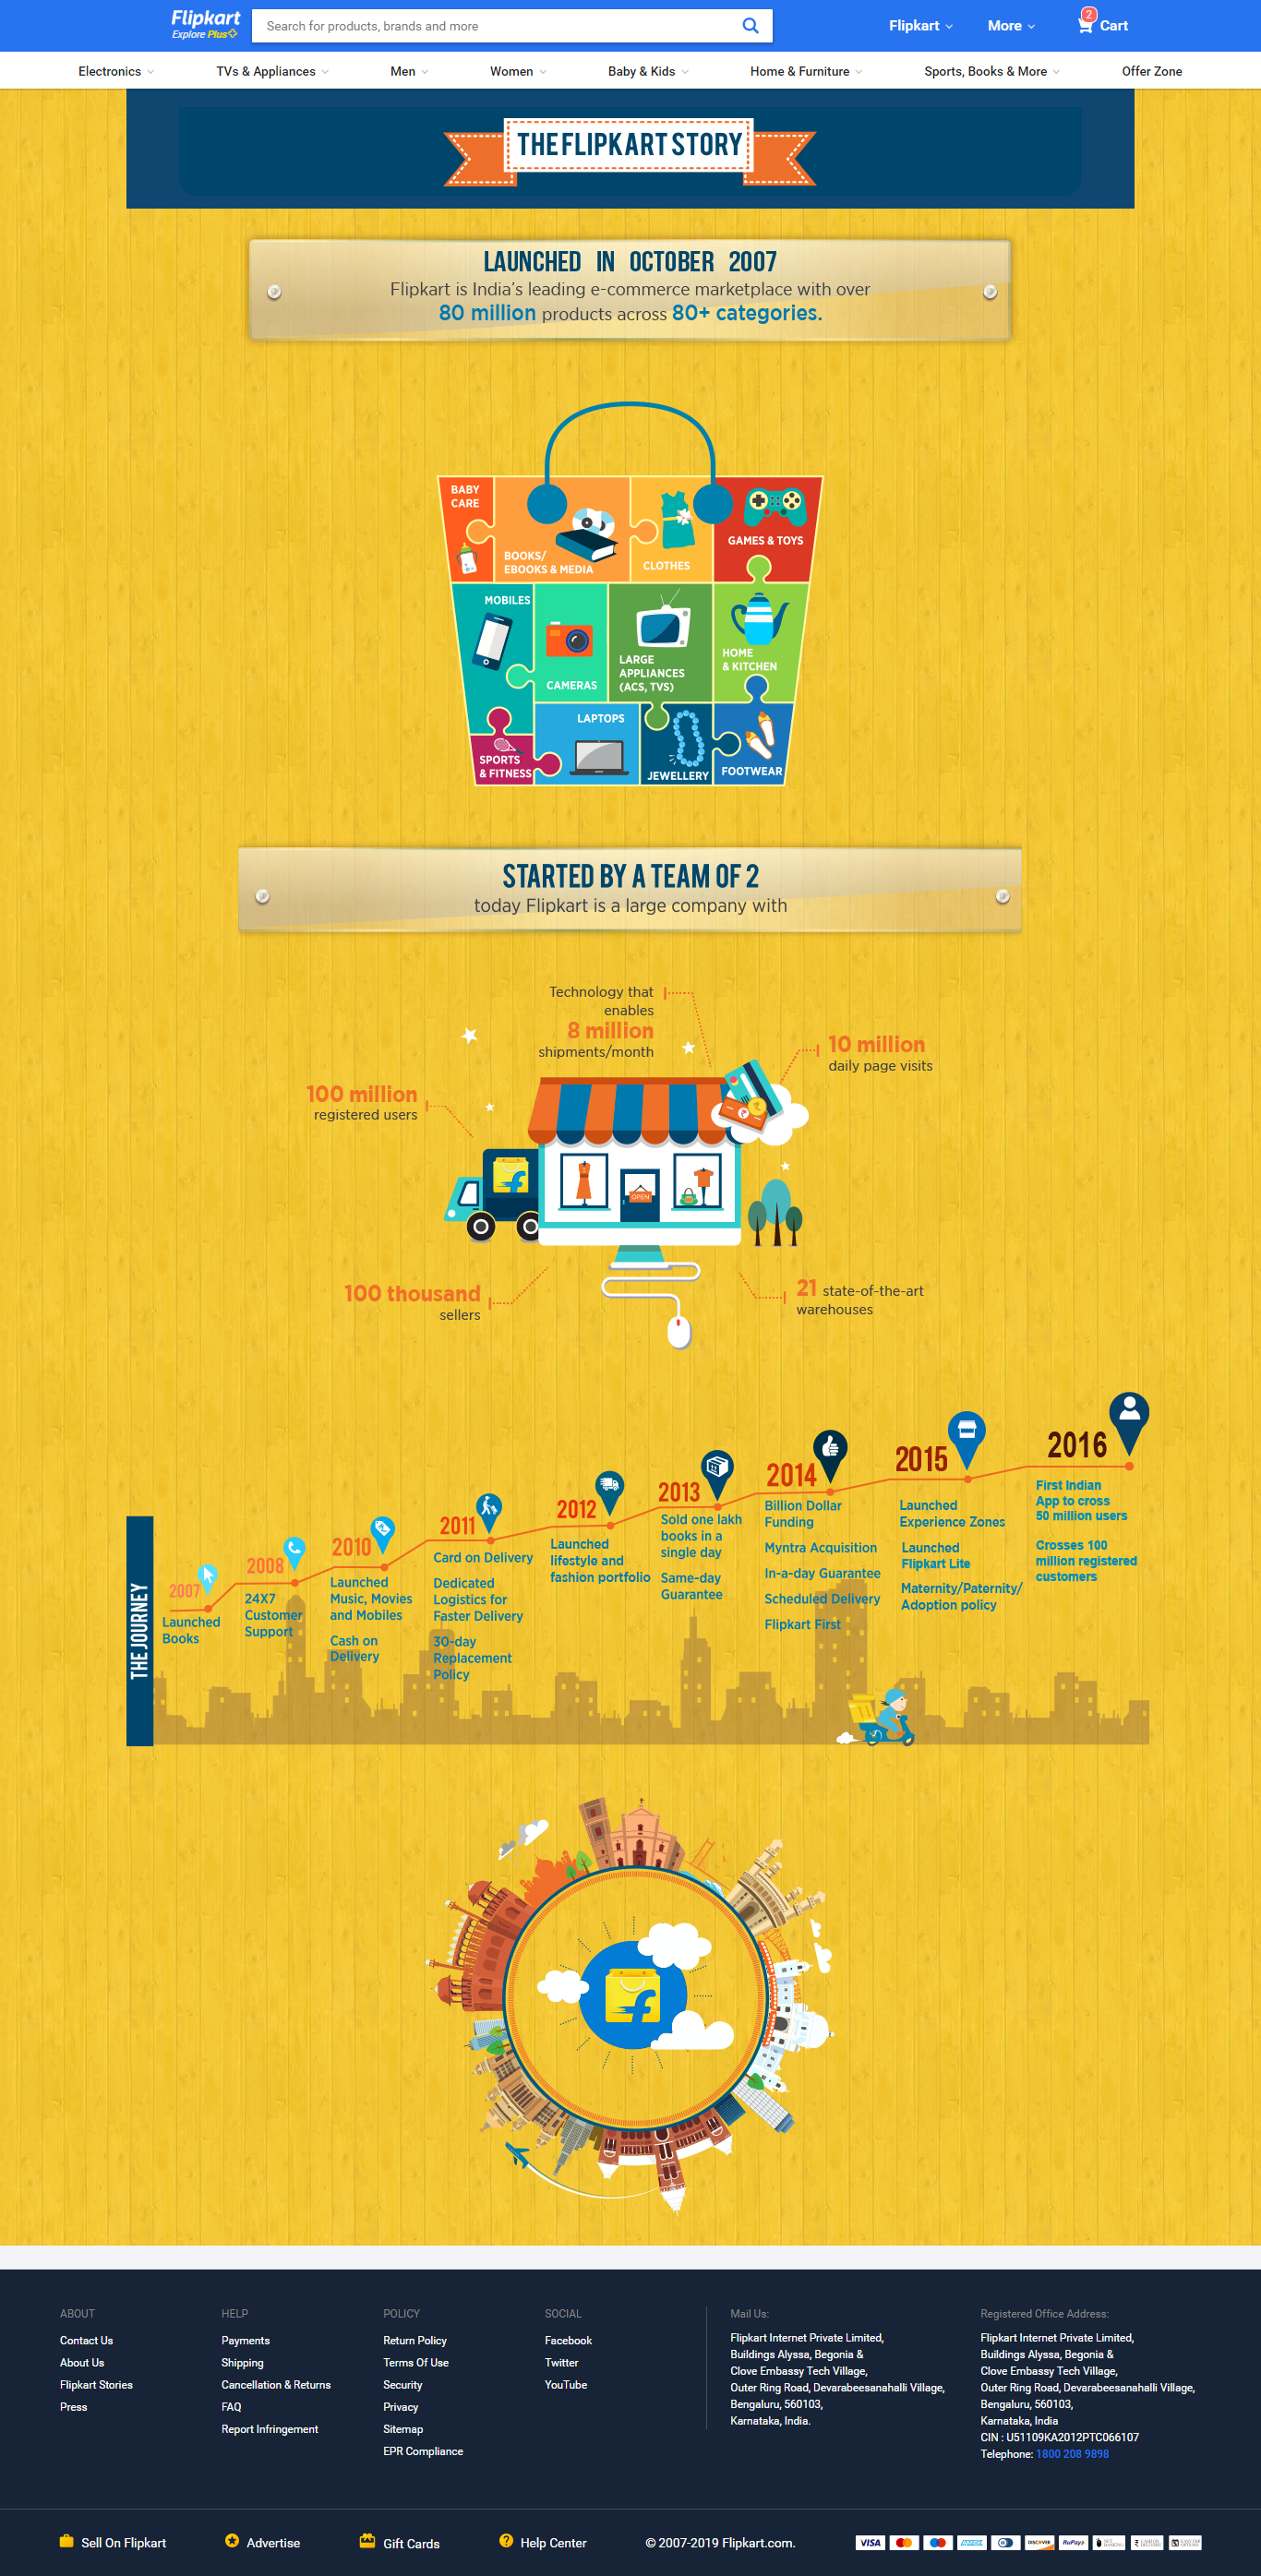 Flipkart
Explore Plus
Search for products, brands and more
Flipkart
More
2
Cart
Electronics
TVs & Appliances
Men
Women
Baby & Kids
Home & Furniture
Sports, Books & More
Offer Zone
THE FLIPKART STORY
LAUNCHED IN OCTOBER 2007
Flipkart is India's leading e-commerce marketplace with over
80 million products across 80+ categories.
BABY
CARE
BOOKS/
EBOOKS & MEDIA
CLOTHES
GAMES & TOYS
MOBILES
CAMERAS
LARGE
APPLIANCES
(ACS, TVS)
HOME
& KITCHEN
SPORTS
& FITNESS
LAPTOPS
JEWELLERY
FOOTWEAR
STARTED BY A TEAM OF 2
today Flipkart is a large company with
Technology that
enables
8 million
shipments/month
10 million
daily page visits
100 million
registered users
OPEN
100 thousand
sellers
21 state-of-the-art
warehouses
THE JOURNEY
2007
Launched
Books
2008
24X7
Customer
Support
2010
Launched
Music, Movies
and Mobiles
Cash on
Delivery
2011
Card on Delivery
Dedicated
Logistics for
Faster Delivery
30-day
Replacement
Policy
2012
Launched
lifestyle and
fashion portfolio
2013
Sold one lakh
books in a
single day
Same-day
Guarantee
2014
Billion Dollar
Funding
Myntra Acquisition
In-a-day Guarantee
Scheduled Delivery
Flipkart First
2015
Launched
Experience Zones
Launched
Flipkart Lite
Maternity/Paternity/
Adoption policy
2016
First Indian
App to cross
50 million users
Crosses 100
million registered
customers
ABOUT
Contact Us
About Us
Flipkart Stories
Press
HELP
Payments
Shipping
Cancellation & Returns
FAQ
Report Infringement
POLICY
Return Policy
Terms Of Use
Security
Privacy
Sitemap
EPR Compliance
SOCIAL
Facebook
Twitter
YouTube
Mail Us:
Flipkart Internet Private Limited,
Buildings Alyssa, Begonia &
Clove Embassy Tech Village,
Outer Ring Road, Devarabeesanahalli Village,
Bengaluru, 560103,
Karnataka, India.
Registered Office Address:
Flipkart Internet Private Limited,
Buildings Alyssa, Begonia &
Clove Embassy Tech Village,
Outer Ring Road, Devarabeesanahalli Village,
Bengaluru, 560103,
Karnataka, India
CIN : U51109KA2012PTC066107
Telephone: 1800 208 9898
Sell On Flipkart
Advertise
Gift Cards
Help Center
© 2007-2019 Flipkart.com.
VISA
DISCOVER
RuPay